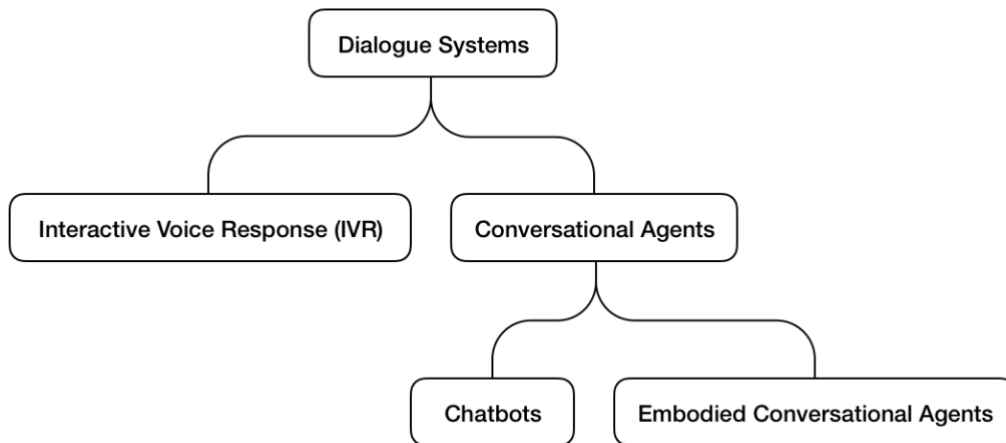 Dialogue Systems
Interactive Voice Response (IVR)
Conversational Agents
Chatbots
Embodied Conversational Agents